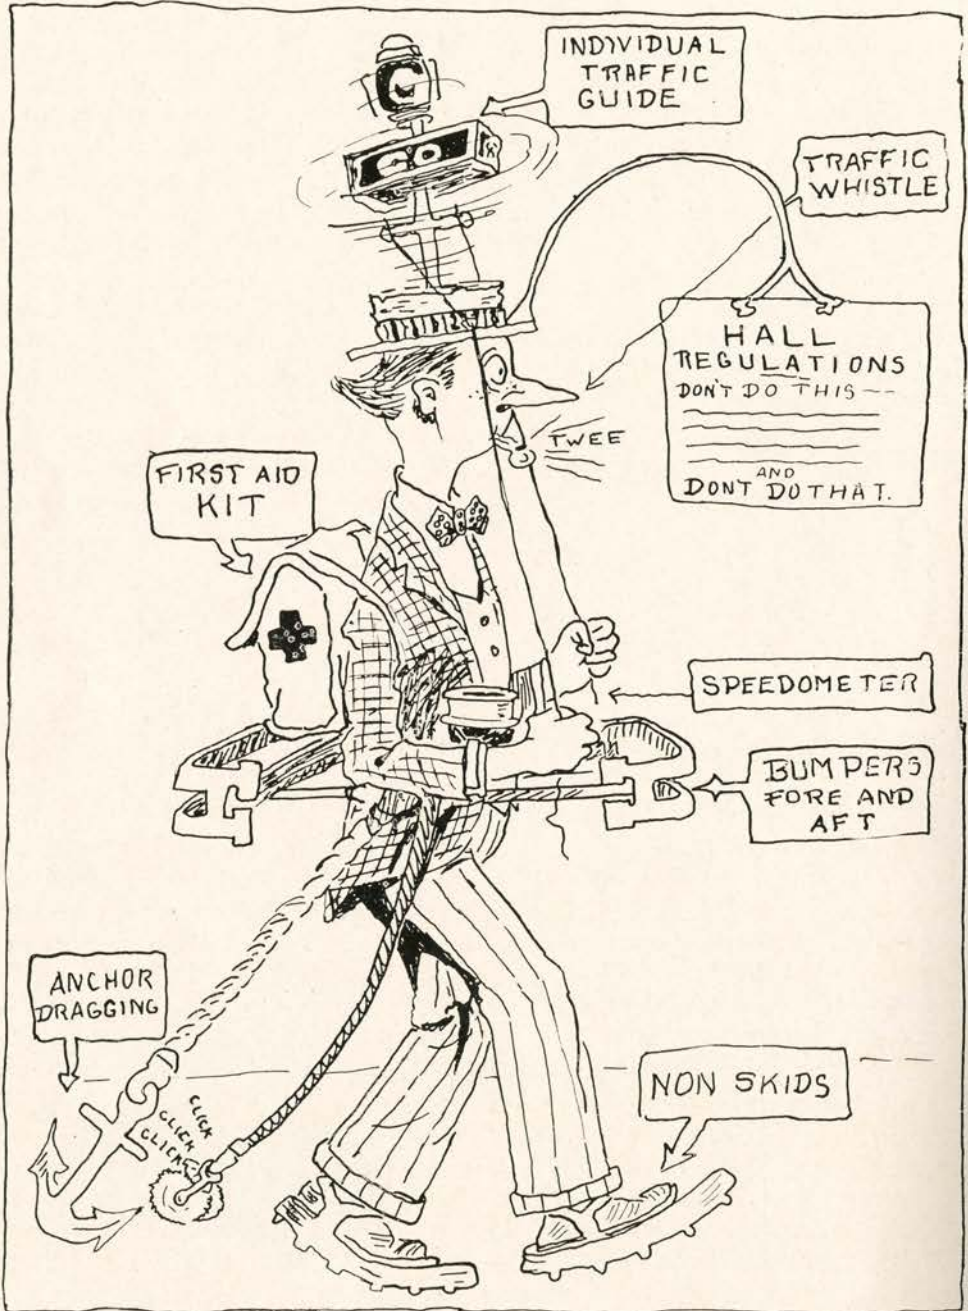 INDIVIDUAL
TRAFFIC
GUIDE
C
GO
TRAFFIC
WHISTLE
HALL
REGULATIONS
DON'T DO THIS--
AND
DON'T DO THAT.
TWEE
FIRST AID
KIT
SPEEDOMETER
BUMPERS
FORE AND
AFT
ANCHOR
DRAGGING
CLICK
CLICK
CLICK
NON SKIDS